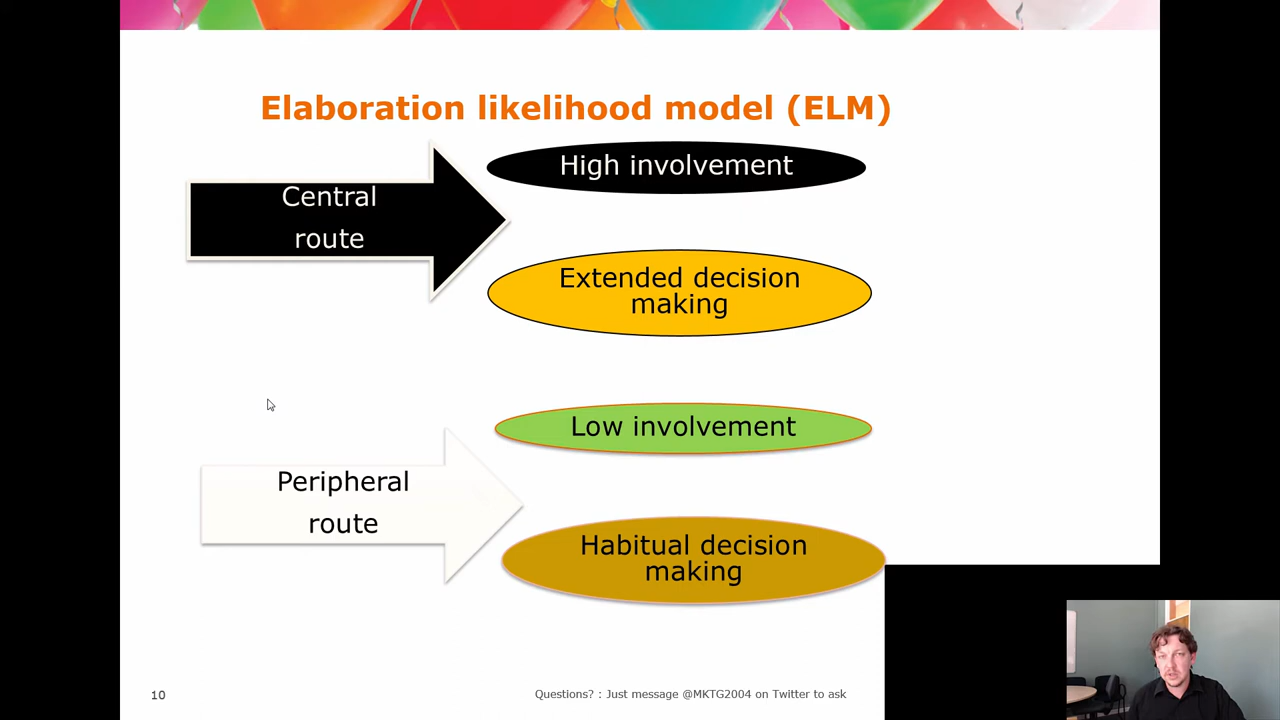 Elaboration likelihood model (ELM)
Central
route
High involvement
Extended decision
making
Peripheral
route
Low involvement
Habitual decision
making
10
Questions? : Just message @MKTG2004 on Twitter to ask